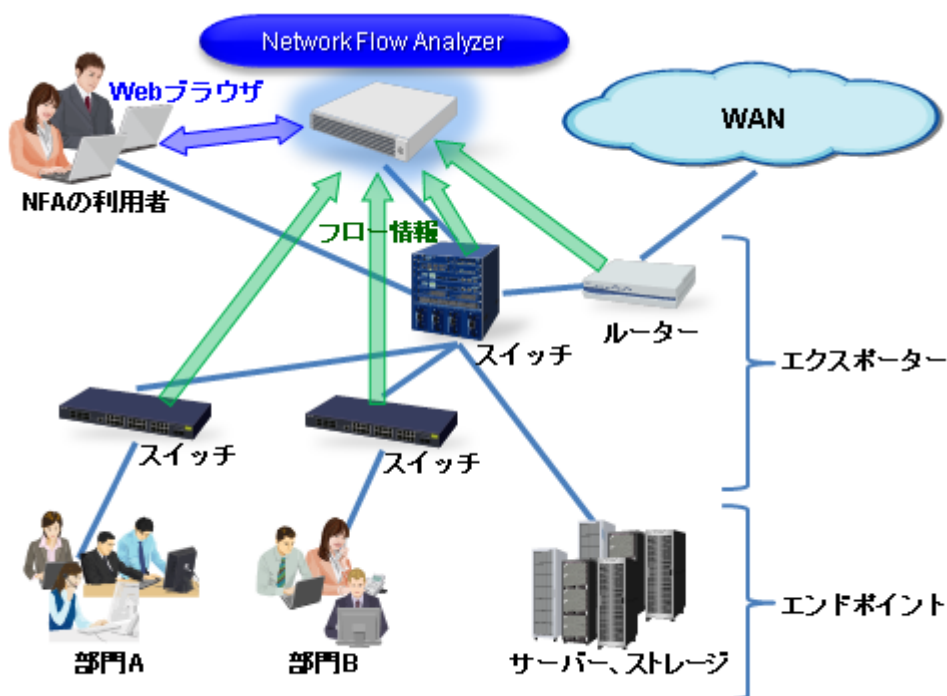 Network Flow Analyzer
Webブラウザ
WAN
NFAの利用者
フロー情報
スイッチ
ルーター
エクスポーター
スイッチ
スイッチ
エンドポイント
部門A
部門B
サーバー、ストレージ